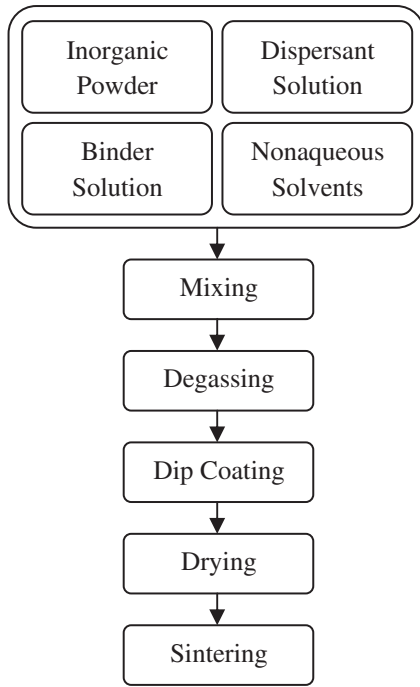 Inorganic
Powder
Dispersant
Solution
Binder
Solution
Nonaqueous
Solvents
Mixing
Degassing
Dip Coating
Drying
Sintering